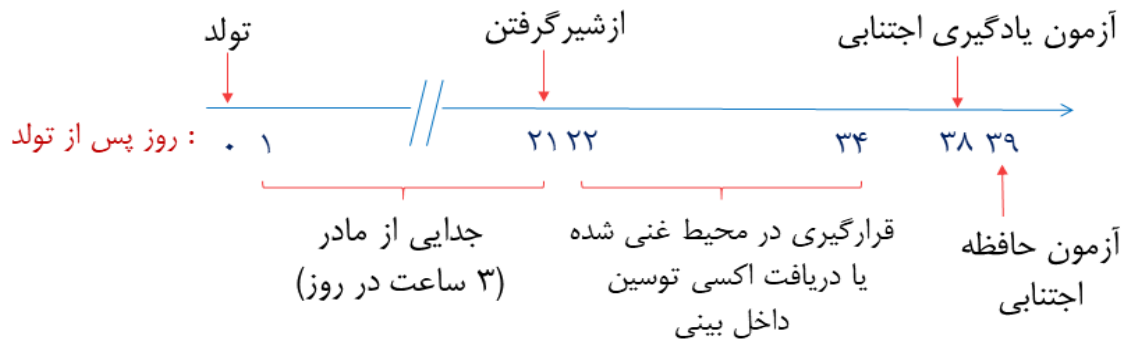 تولد
ازشیرگرفتن
آزمون یادگیری اجتنابی
روز پس از تولد :
۰ ۱ ۲۱ ۲۲ ۳۴ ۳۸ ۳۹
جدایی از مادر
(۳ ساعت در روز)
قرارگیری در محیط غنی شده
یا دریافت اکسی توسین
داخل بینی
آزمون حافظه
اجتنابی